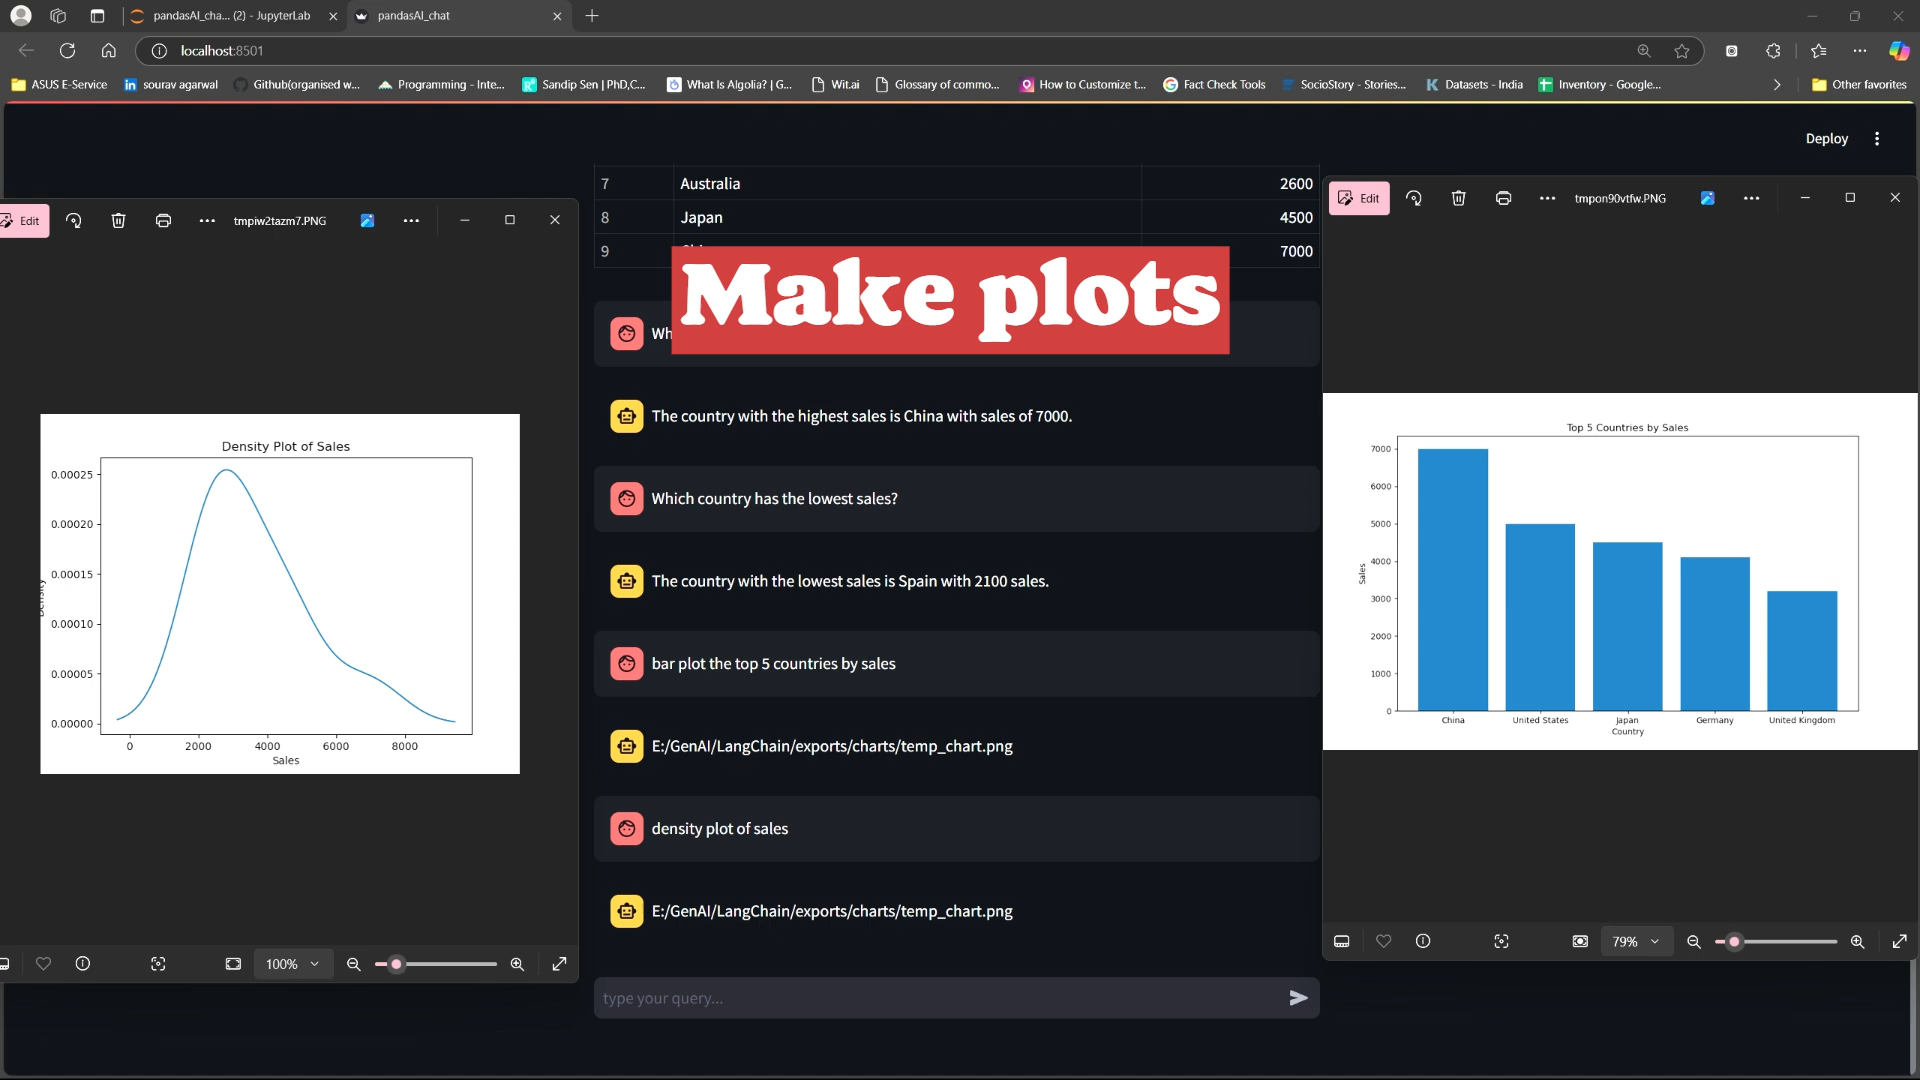 pandasAI_cha... (2) - JupyterLab
pandasAI_chat
localhost:8501
ASUS E-Service
sourav agarwal
Github(organised w...
Programming - Inte...
Sandip Sen | PhD,C...
What Is Algolia? | G...
Wit.ai
Glossary of commo...
How to Customize t...
Fact Check Tools
SocioStory - Stories...
Datasets - India
Inventory - Google...
Other favorites
Deploy
7 Australia 2600
8 Japan 4500
9 7000
Make plots
Wh
The country with the highest sales is China with sales of 7000.
Which country has the lowest sales?
The country with the lowest sales is Spain with 2100 sales.
bar plot the top 5 countries by sales
E:/GenAI/LangChain/exports/charts/temp_chart.png
density plot of sales
E:/GenAI/LangChain/exports/charts/temp_chart.png
type your query...
Edit
tmpiw2tazm7.PNG
Density Plot of Sales
0.00025
0.00020
0.00015
0.00010
0.00005
0.00000
0 2000 4000 6000 8000
Sales
100%
Edit
tmpon90vtfw.PNG
Top 5 Countries by Sales
7000
6000
5000
4000
3000
2000
1000
0
Sales
China United States Japan Germany United Kingdom
Country
79%